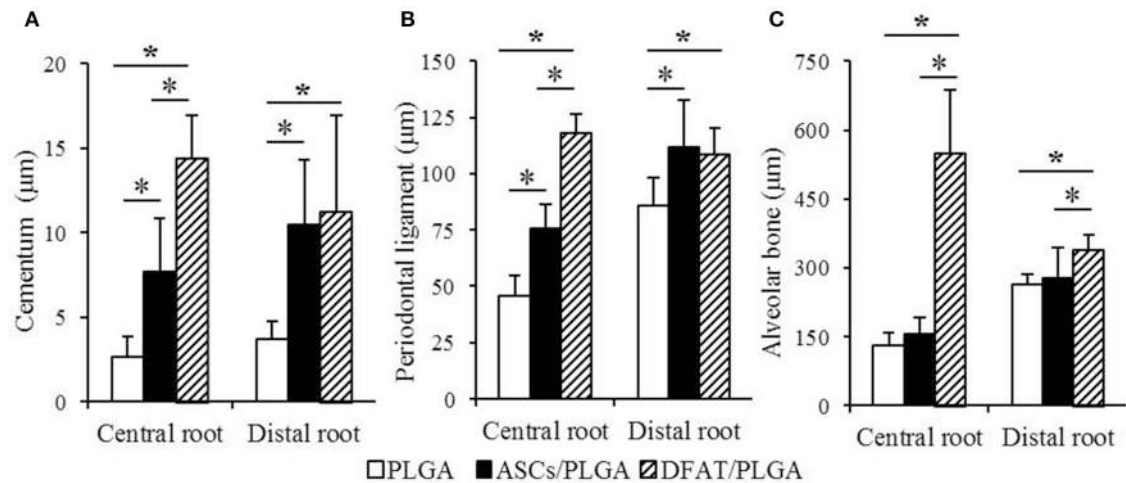 A
B
C
Cementum (μm)
20
15
10
5
0
*
*
*
*
*
Central root
Distal root
Periodontal ligament (μm)
150
125
100
75
50
25
0
*
*
*
*
*
Central root
Distal root
Alveolar bone (μm)
750
600
450
300
150
0
*
*
*
*
Central root
Distal root
PLGA ASCs/PLGA DFAT/PLGA